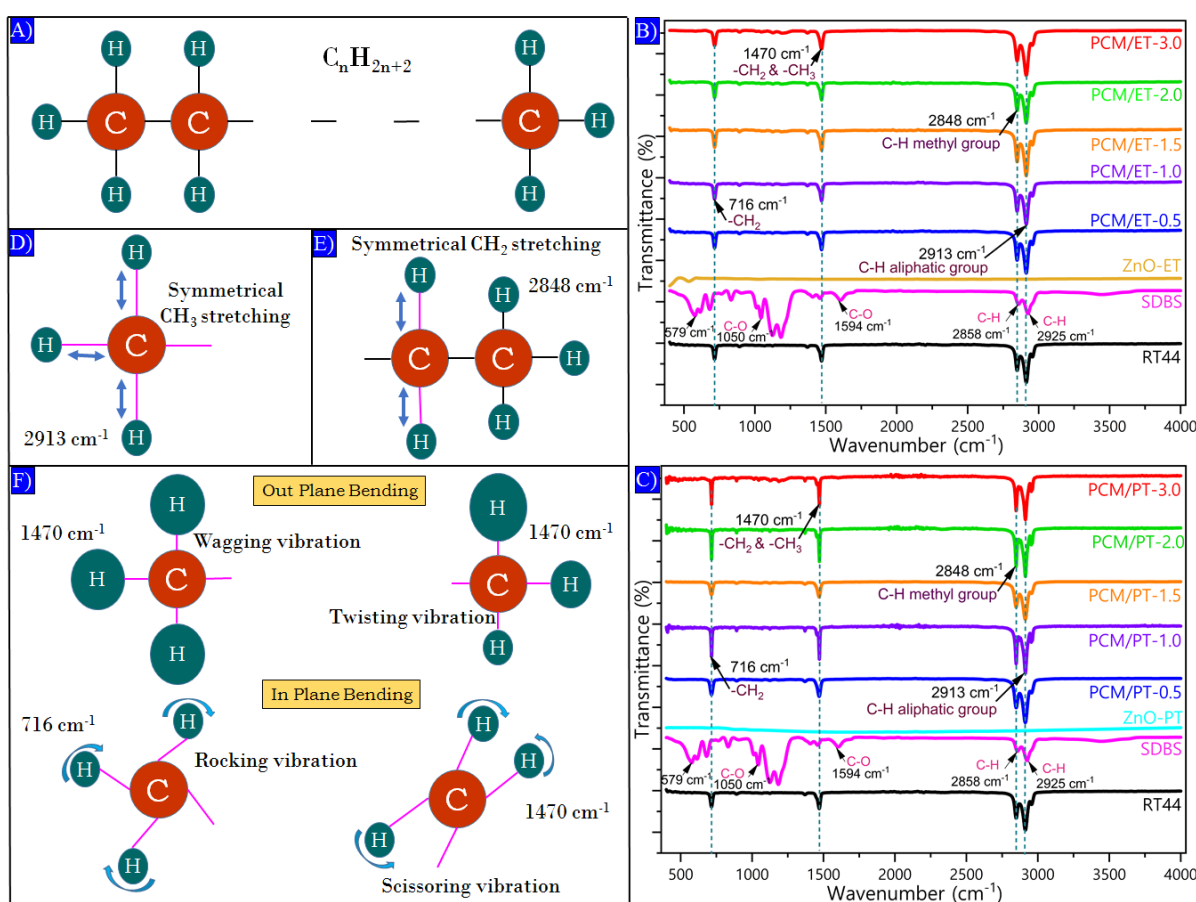 A)
H H H
C_nH_{2n+2}
H C C C H
H H H
D)
H
Symmetrical
CH₃ stretching
H C
H
2913 cm⁻¹
E)
Symmetrical CH₂ stretching
2848 cm⁻¹
H H
C C H
H H
F)
Out Plane Bending
1470 cm⁻¹
H
Wagging vibration
H C
H
H
1470 cm⁻¹
C H
Twisting vibration
H
In Plane Bending
716 cm⁻¹
H
H
Rocking vibration
C
H
H
H
C
1470 cm⁻¹
H
Scissoring vibration
B)
Transmittance (%)
PCM/ET-3.0
1470 cm⁻¹
-CH₂ & -CH₃
PCM/ET-2.0
2848 cm⁻¹
C-H methyl group
PCM/ET-1.5
PCM/ET-1.0
716 cm⁻¹
-CH₂
PCM/ET-0.5
2913 cm⁻¹
C-H aliphatic group
ZnO-ET
SDBS
579 cm⁻¹
C-O
1050 cm⁻¹
C-O
1594 cm⁻¹
C-H
2858 cm⁻¹
C-H
2925 cm⁻¹
RT44
500 1000 1500 2000 2500 3000 3500 4000
Wavenumber (cm⁻¹)
C)
Transmittance (%)
PCM/PT-3.0
1470 cm⁻¹
-CH₂ & -CH₃
PCM/PT-2.0
2848 cm⁻¹
C-H methyl group
PCM/PT-1.5
PCM/PT-1.0
716 cm⁻¹
-CH₂
PCM/PT-0.5
2913 cm⁻¹
C-H aliphatic group
ZnO-PT
SDBS
579 cm⁻¹
C-O
1050 cm⁻¹
C-O
1594 cm⁻¹
C-H
2858 cm⁻¹
C-H
2925 cm⁻¹
RT44
500 1000 1500 2000 2500 3000 3500 4000
Wavenumber (cm⁻¹)